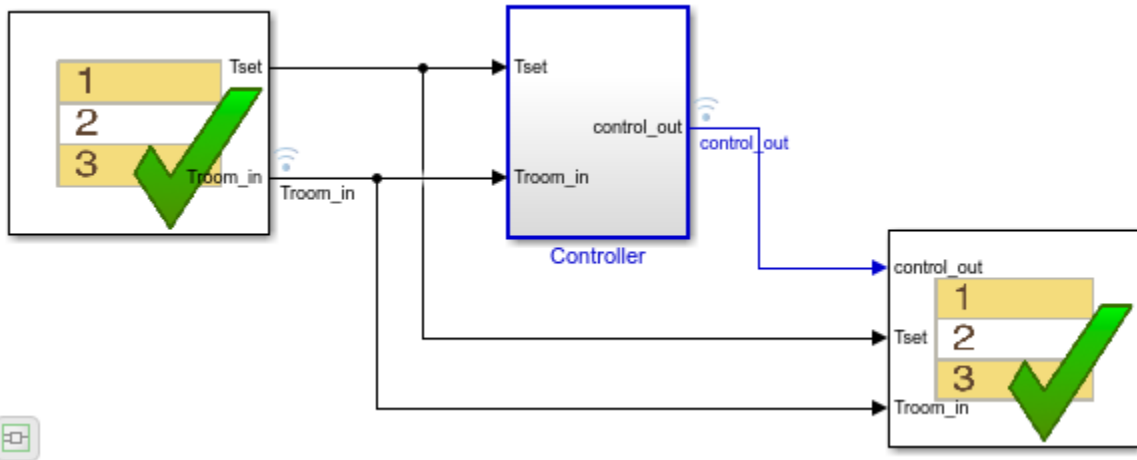 1
2
3
Tset
Troom_in
Troom_in
Tset
Troom_in
control_out
control_out
Controller
control_out
Tset
Troom_in
1
2
3